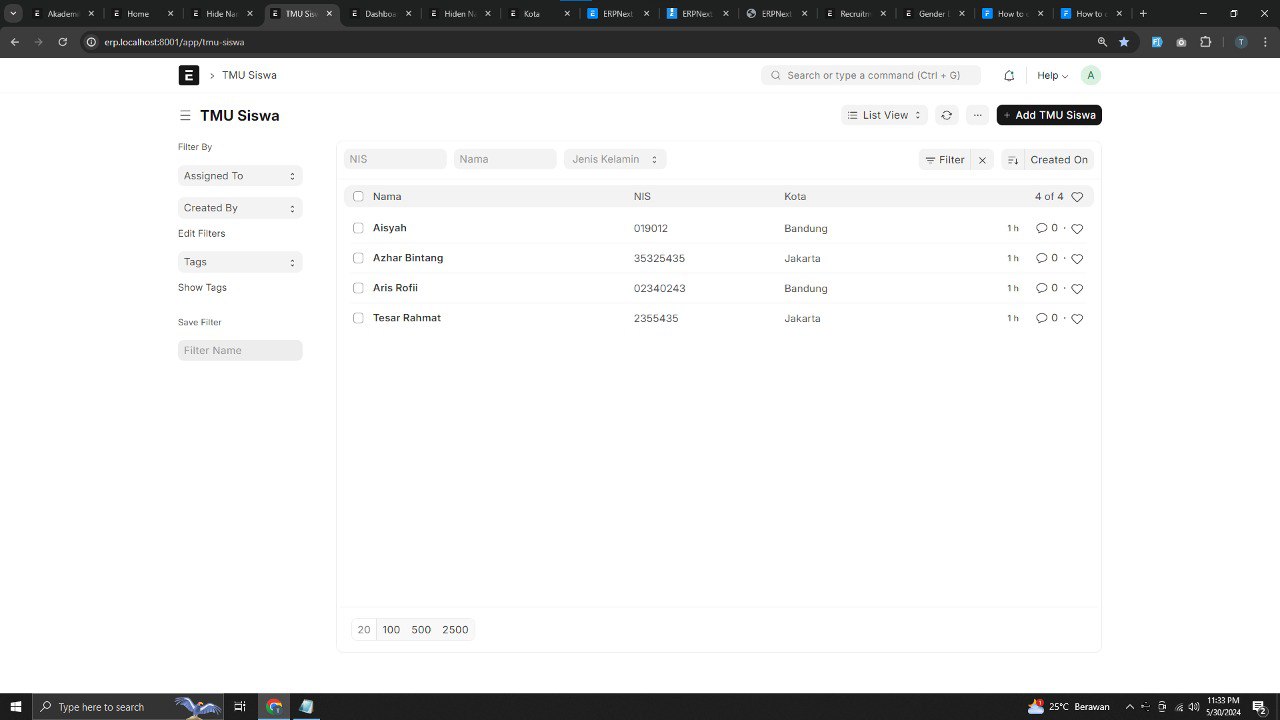 Akadem
Home
Hide Na
TMU Sis
Dashbo
Hiden N
Kota
ERPNex
ERPNex
ERPNex
Recruitm
Gender
How to
How to
erp.localhost:8001/app/tmu-siswa
T
E > TMU Siswa
Search or type a command (Ctrl + G)
Help
A
TMU Siswa
List View
+ Add TMU Siswa
Filter By
Assigned To
Created By
Edit Filters
Tags
Show Tags
Save Filter
Filter Name
NIS Nama Jenis Kelamin Filter Created On
Nama NIS Kota 4 of 4
Aisyah 019012 Bandung 1 h 0
Azhar Bintang 35325435 Jakarta 1 h 0
Aris Rofii 02340243 Bandung 1 h 0
Tesar Rahmat 2355435 Jakarta 1 h 0
20 100 500 2500
Type here to search
25°C Berawan
11:33 PM
5/30/2024